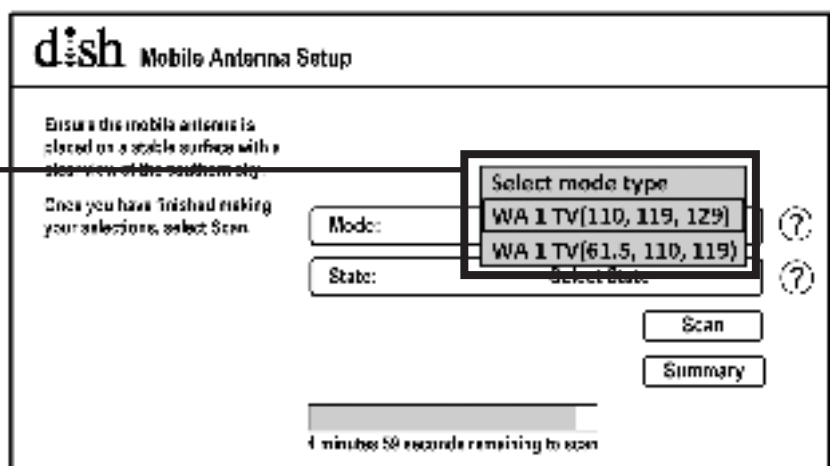 dish Mobile Antenna Setup
Ensure the mobile antenna is
placed on a stable surface with a
clear view of the southern sky.
Once you have finished making
your selections, select Scan.
Select mode type
Mode:
WA 1 TV(110, 119, 129)
?
WA 1 TV(61.5, 110, 119)
State:
Select State
?
Scan
Summary
4 minutes 59 seconds remaining to scan